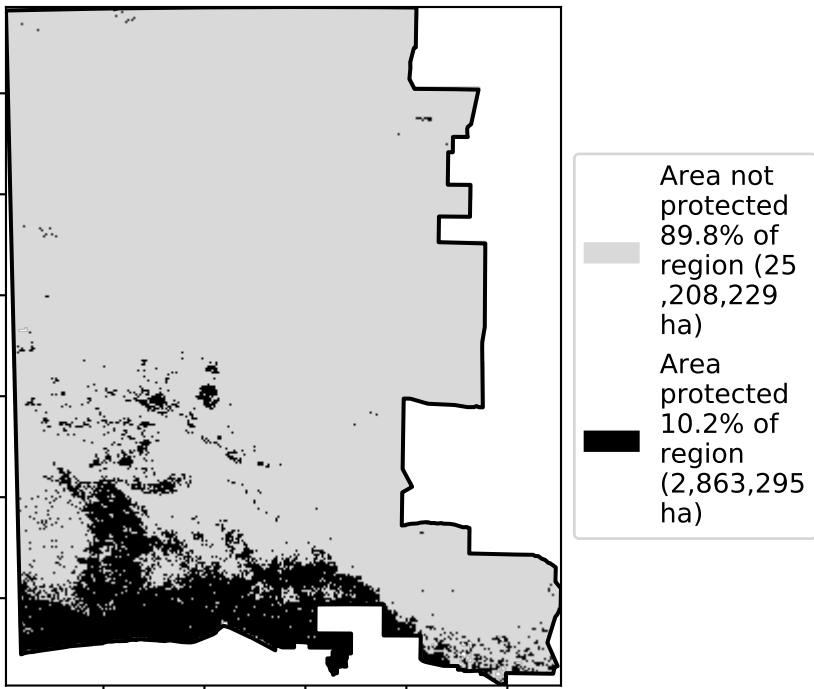 Area not
protected
89.8% of
region (25
,208,229
ha)
Area
protected
10.2% of
region
(2,863,295
ha)